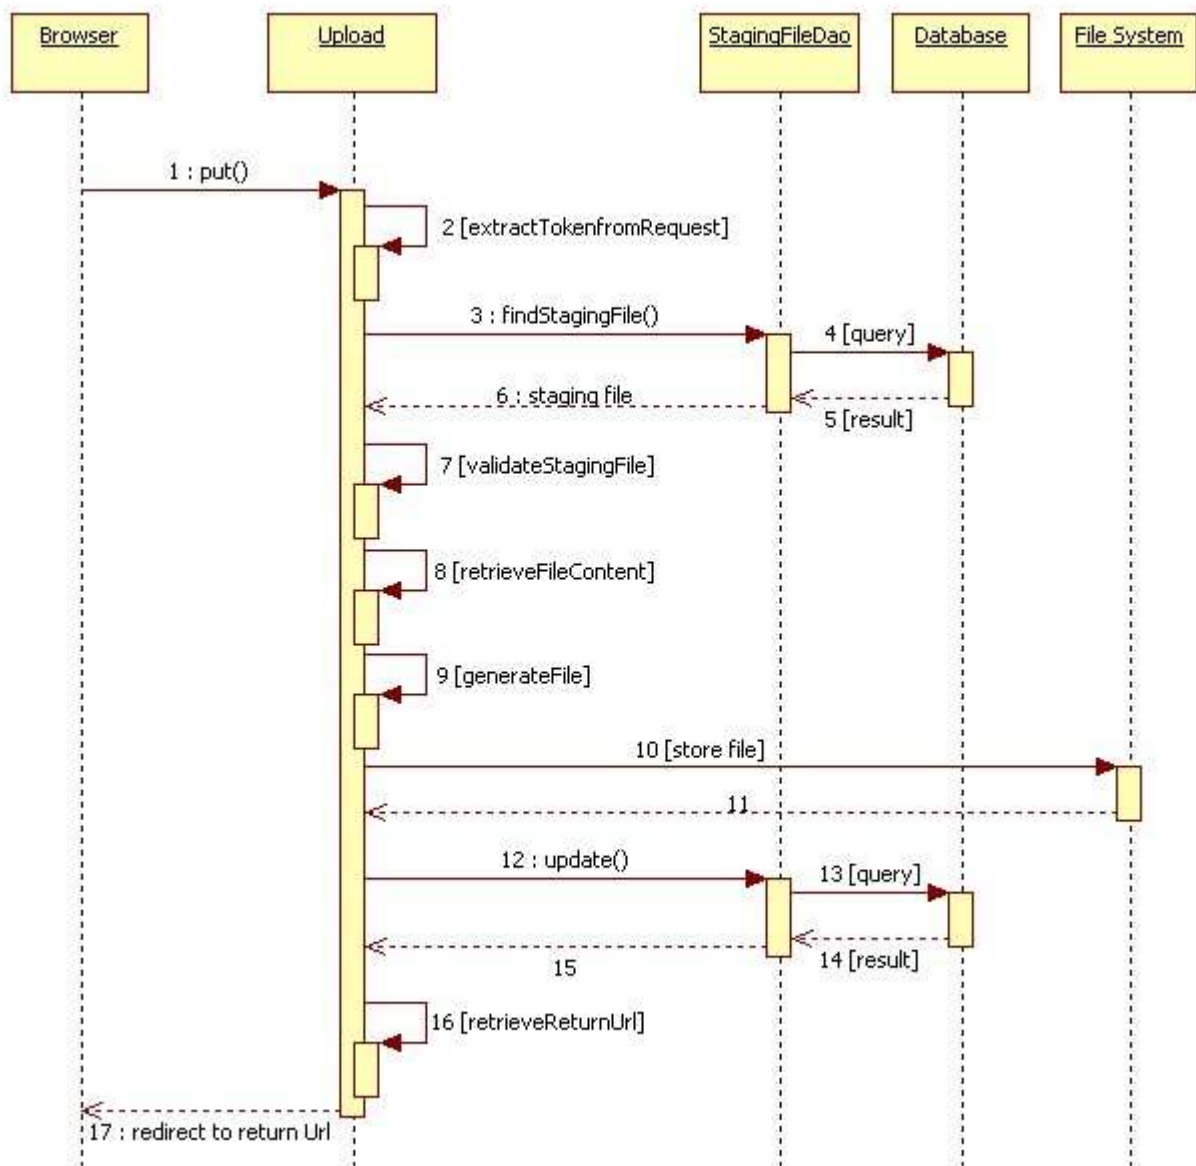 Browser
Upload
StagingFileDao
Database
File System
1 : put()
2 [extractTokenfromRequest]
3 : findStagingFile()
4 [query]
6 : staging file
5 [result]
7 [validateStagingFile]
8 [retrieveFileContent]
9 [generateFile]
10 [store file]
11
12 : update()
13 [query]
14 [result]
15
16 [retrieveReturnUrl]
17 : redirect to return Url